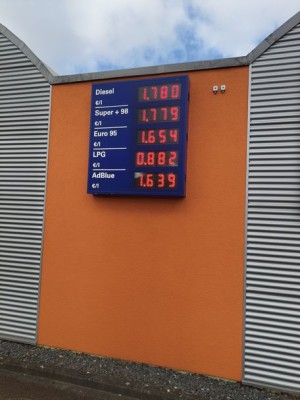 Diesel
€/l 1.780
Super + 98
€/l 1.779
Euro 95
€/l 1.654
LPG
€/l 0.882
AdBlue
€/l 1.639